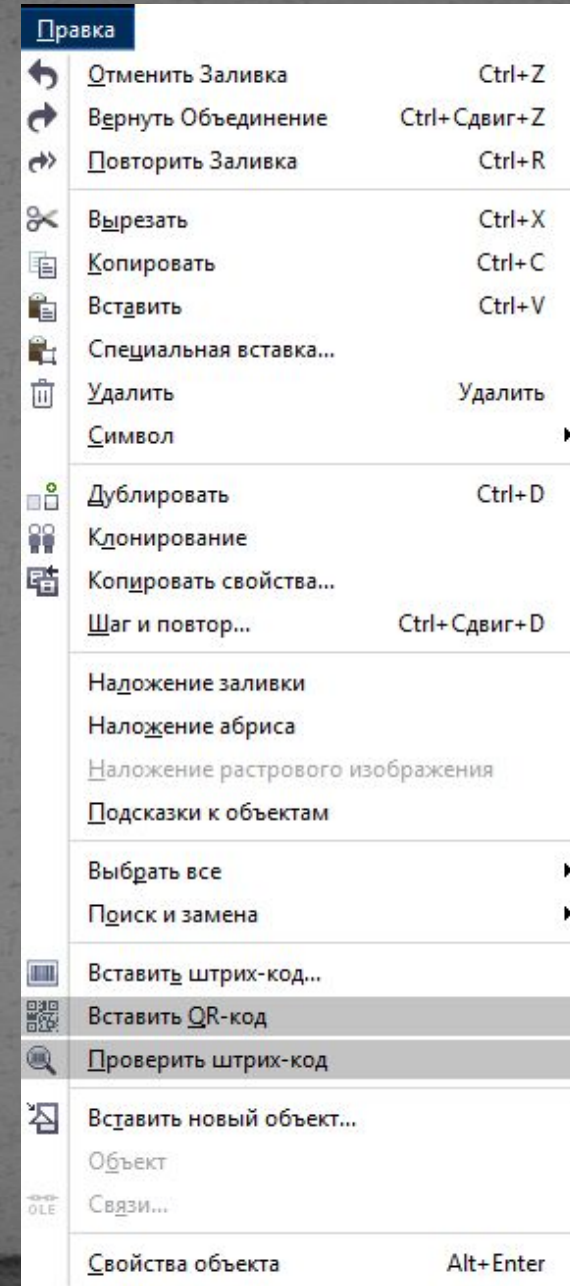 Правка
Отменить Заливка Ctrl+Z
Вернуть Объединение Ctrl+Сдвиг+Z
Повторить Заливка Ctrl+R
Вырезать Ctrl+X
Копировать Ctrl+C
Вставить Ctrl+V
Специальная вставка...
Удалить Удалить
Символ
Дублировать Ctrl+D
Клонирование
Копировать свойства...
Шаг и повтор... Ctrl+Сдвиг+D
Наложение заливки
Наложение абриса
Наложение растрового изображения
Подсказки к объектам
Выбрать все
Поиск и замена
Вставить штрих-код...
Вставить QR-код
Проверить штрих-код
Вставить новый объект...
Объект
OLE Связи...
Свойства объекта Alt+Enter